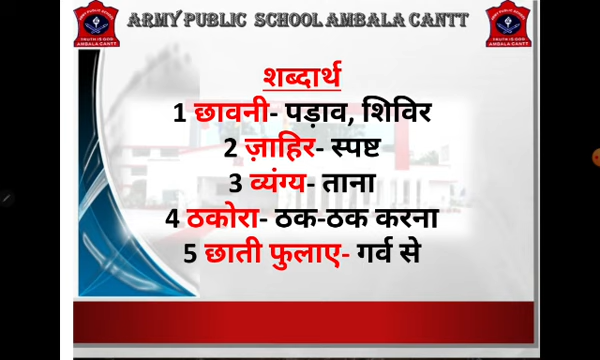 ARMY PUBLIC SCHOOL AMBALA CANTT
शब्दार्थ
1 छावनी- पड़ाव, शिविर
2 ज़ाहिर- स्पष्ट
3 व्यंग्य- ताना
4 ठकोरा- ठक-ठक करना
5 छाती फुलाए- गर्व से